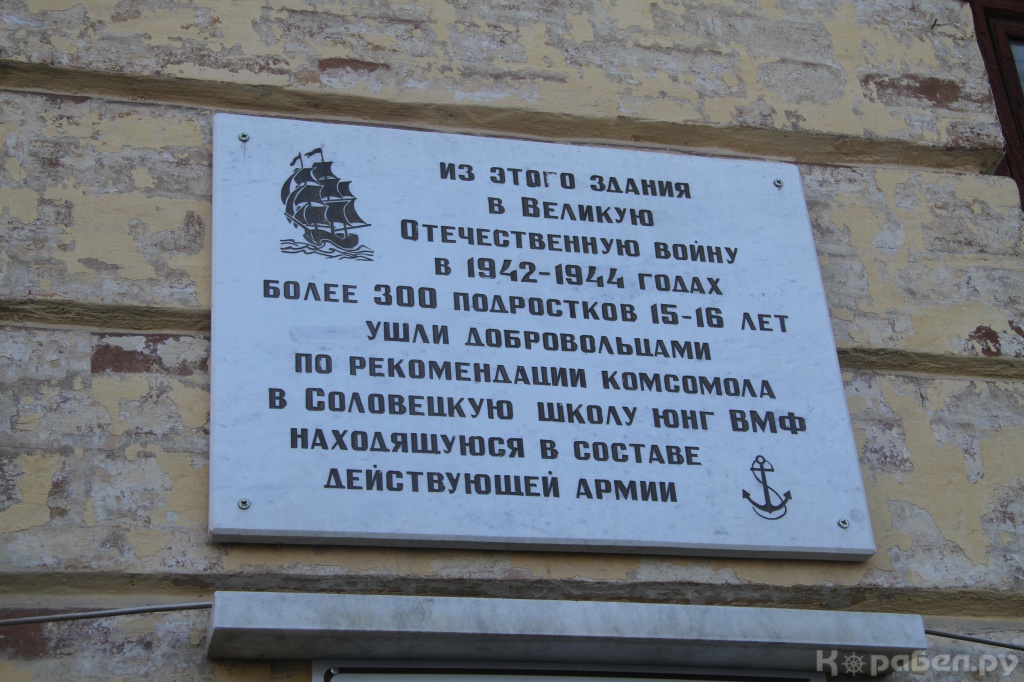 из этого здания
в Великую
Отечественную войну
в 1942-1944 годах
более 300 подростков 15-16 лет
ушли добровольцами
по рекомендации комсомола
в Соловецкую школу юнг ВМФ
находящуюся в составе
действующей армии
Корабел.ру